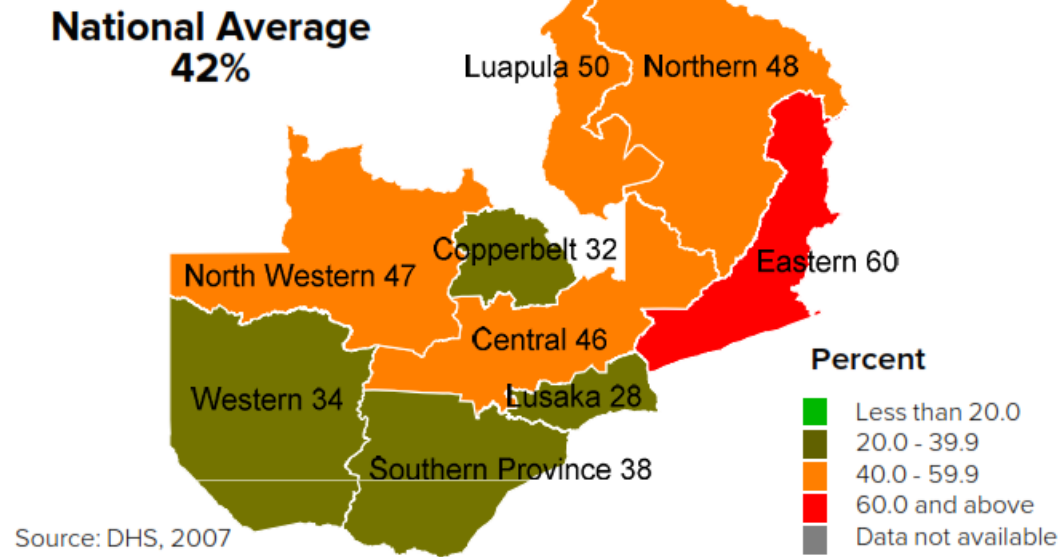 National Average
42%
Luapula 50
Northern 48
Copperbelt 32
Eastern 60
North Western 47
Central 46
Western 34
Lusaka 28
Southern Province 38
Percent
Less than 20.0
20.0 - 39.9
40.0 - 59.9
60.0 and above
Data not available
Source: DHS, 2007